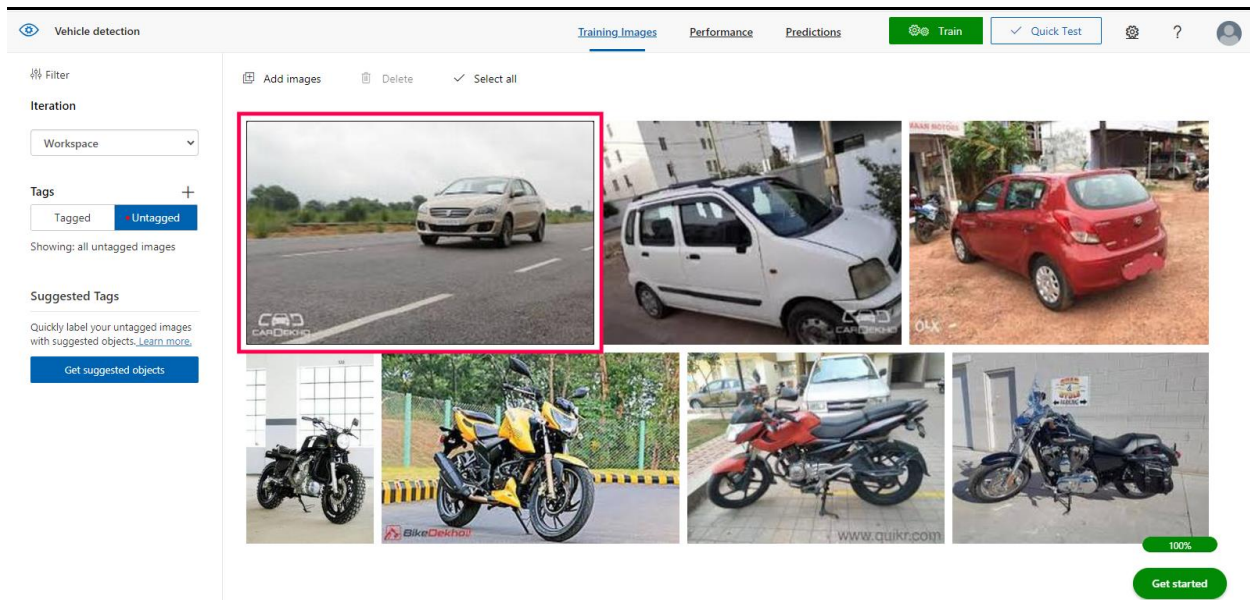 Vehicle detection
Training Images
Performance
Predictions
Train
Quick Test
?
Filter
Add images
Delete
Select all
Iteration
Workspace
Tags
+
Tagged
Untagged
Showing: all untagged images
Suggested Tags
Quickly label your untagged images
with suggested objects. Learn more.
Get suggested objects
CARDEKHO
CARDEKHO
OLX
BikeDekho
www.quikr.com
100%
Get started